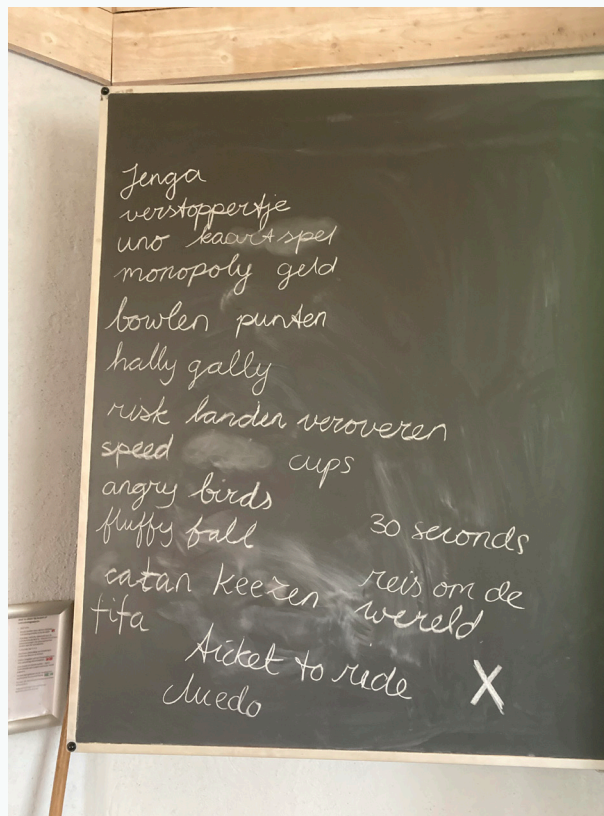 Jenga
verstoppertje
uno kaartspel
monopoly geld
bowlen punten
hally gally
risk landen veroveren
speed cups
angry birds
fluffy ball
30 seconds
catan keezen
reis om de
wereld
fifa
ticket to ride
X
cluedo